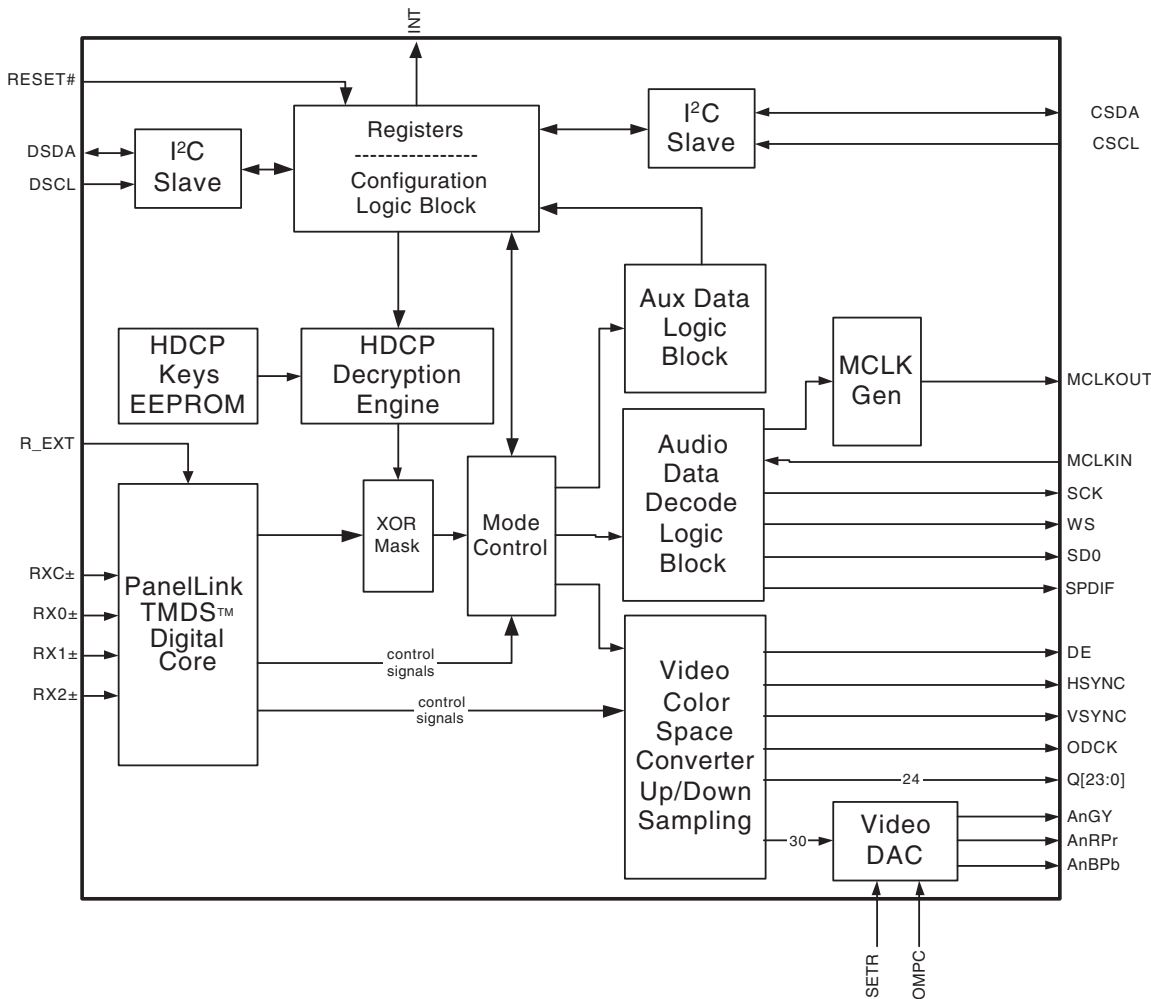 INT
RESET#
DSDA
DSCL
I²C
Slave
Registers
----------------
Configuration
Logic Block
I²C
Slave
CSDA
CSCL
HDCP
Keys
EEPROM
HDCP
Decryption
Engine
Aux Data
Logic
Block
MCLK
Gen
MCLKOUT
R_EXT
RXC±
RX0±
RX1±
RX2±
PanelLink
TMDS™
Digital
Core
XOR
Mask
Mode
Control
Audio
Data
Decode
Logic
Block
MCLKIN
SCK
WS
SD0
SPDIF
control
signals
control
signals
Video
Color
Space
Converter
Up/Down
Sampling
DE
HSYNC
VSYNC
ODCK
24
Q[23:0]
30
Video
DAC
AnGY
AnRPr
AnBPb
SETR
OMPC